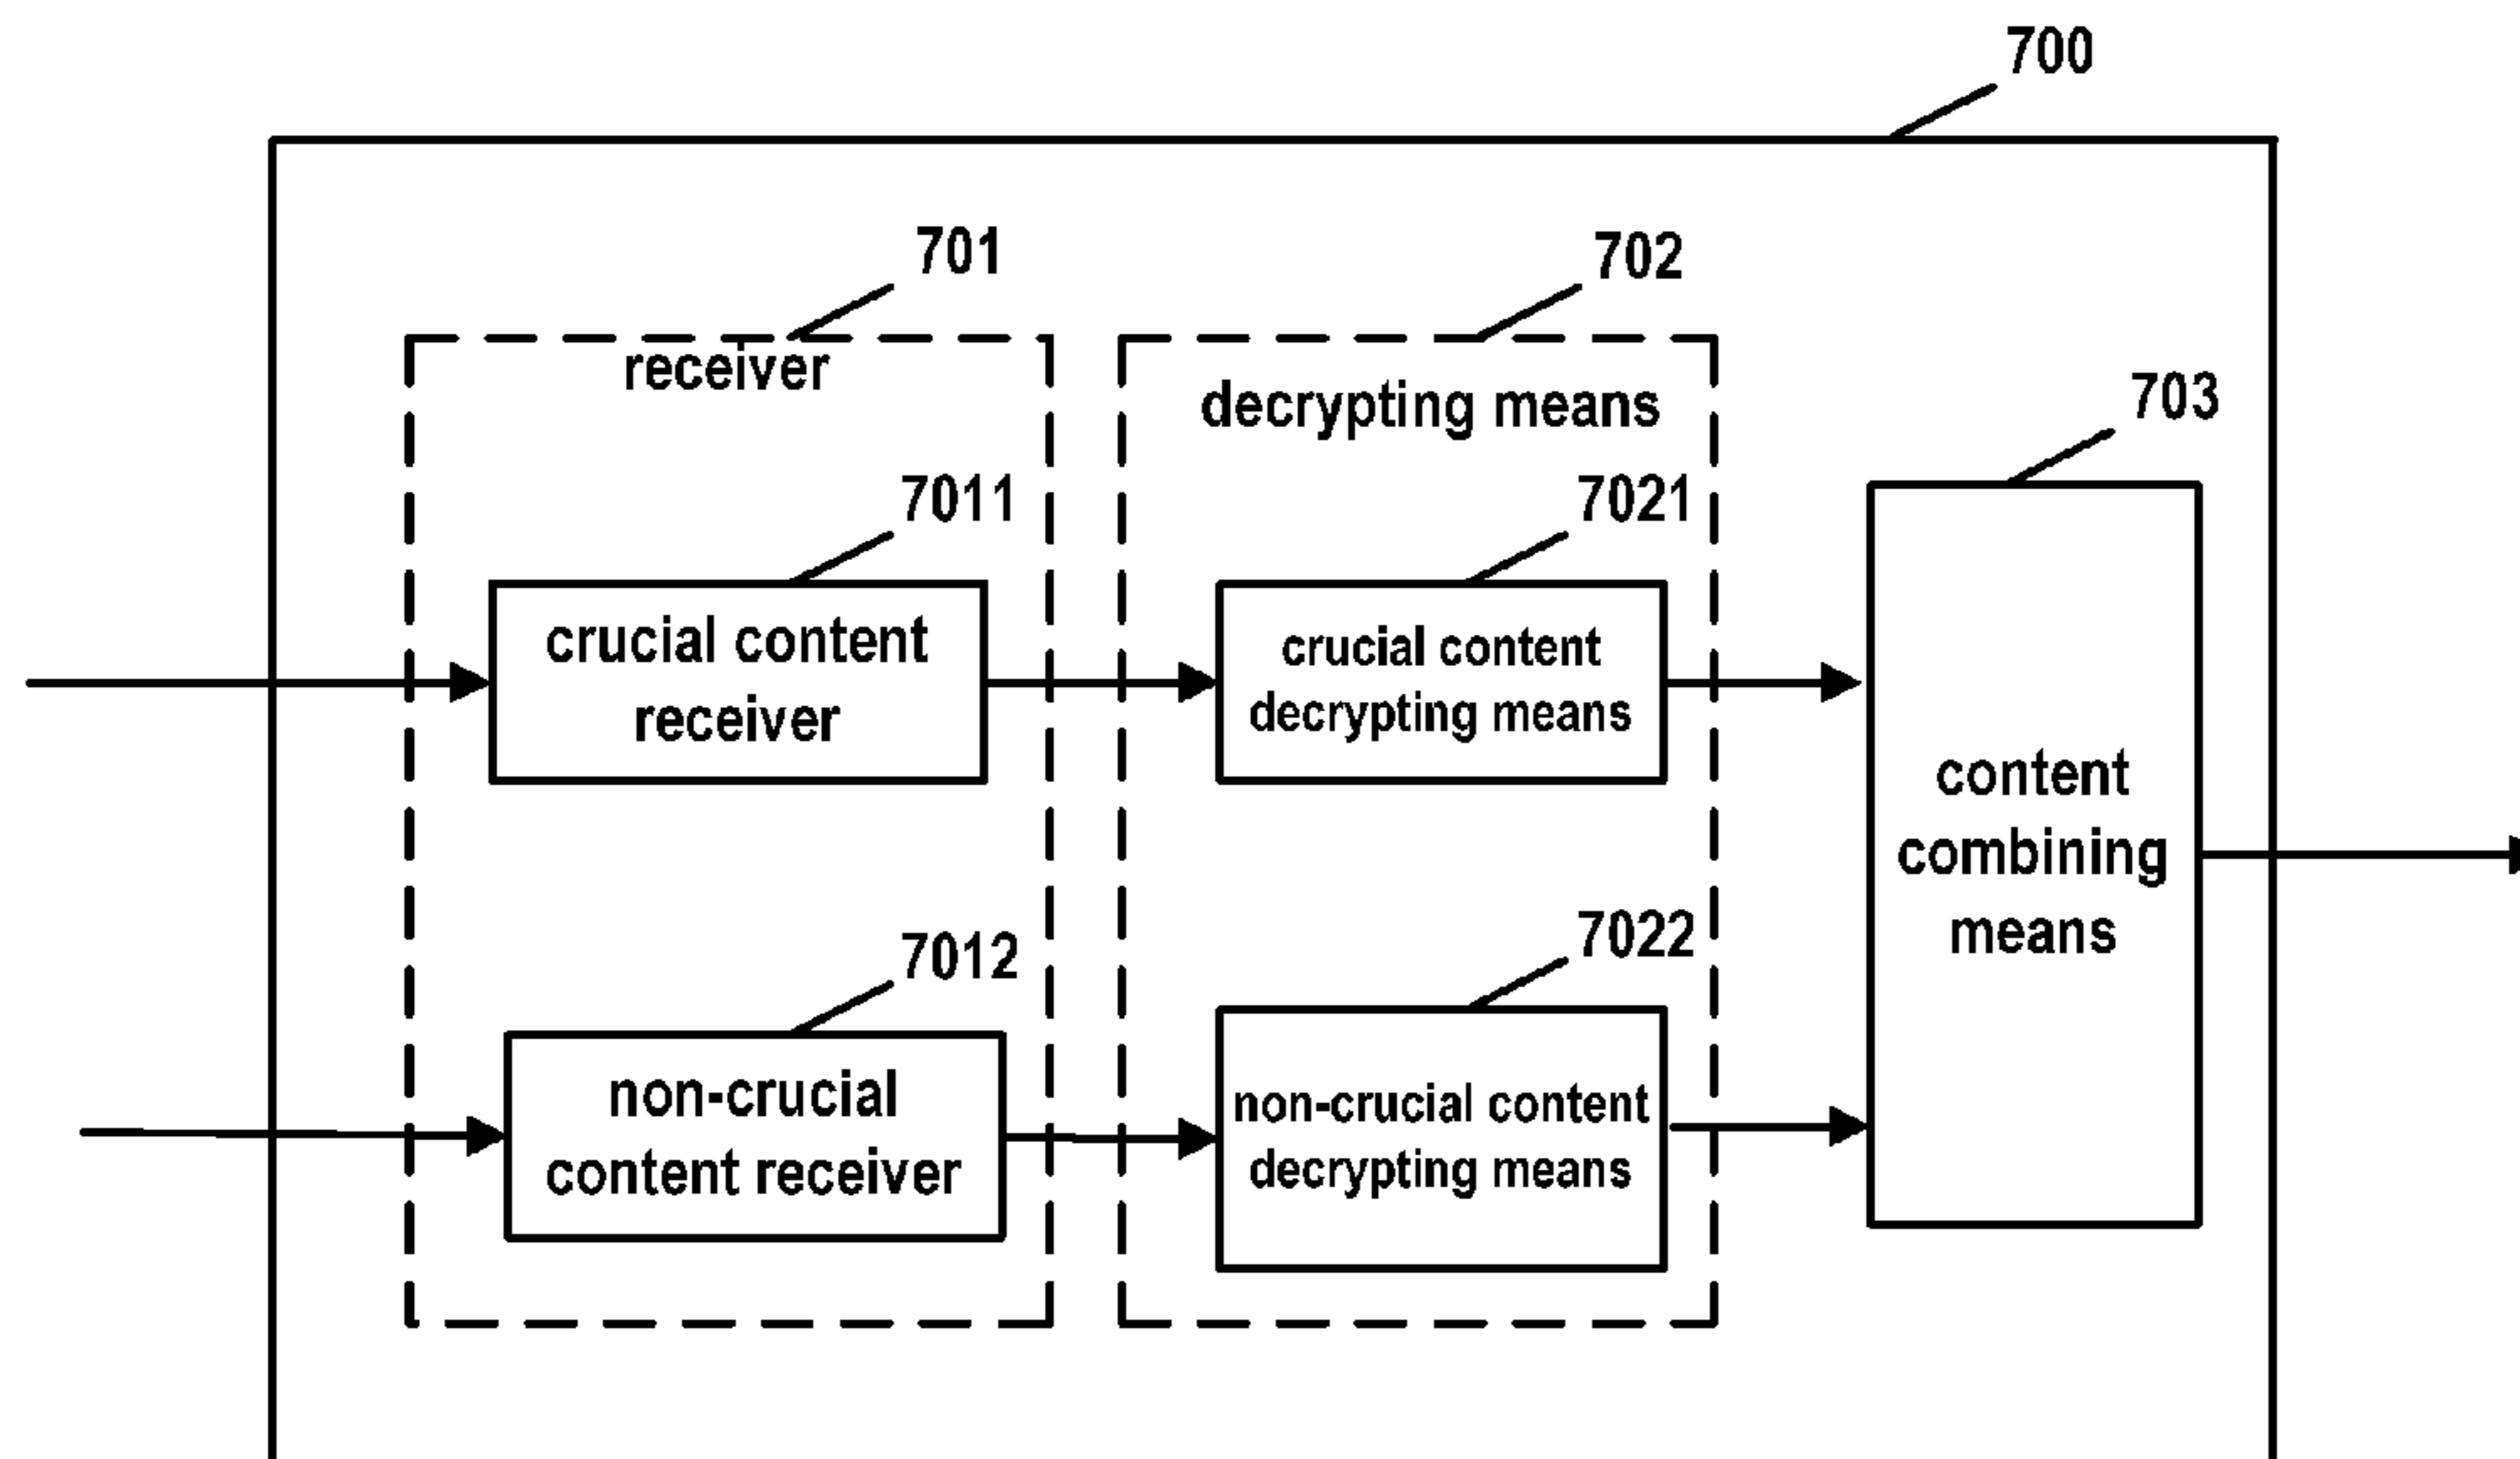 700
701
702
receiver
decrypting means
703
7011
7021
crucial content
receiver
crucial content
decrypting means
content
combining
means
7012
7022
non-crucial
content receiver
non-crucial content
decrypting means